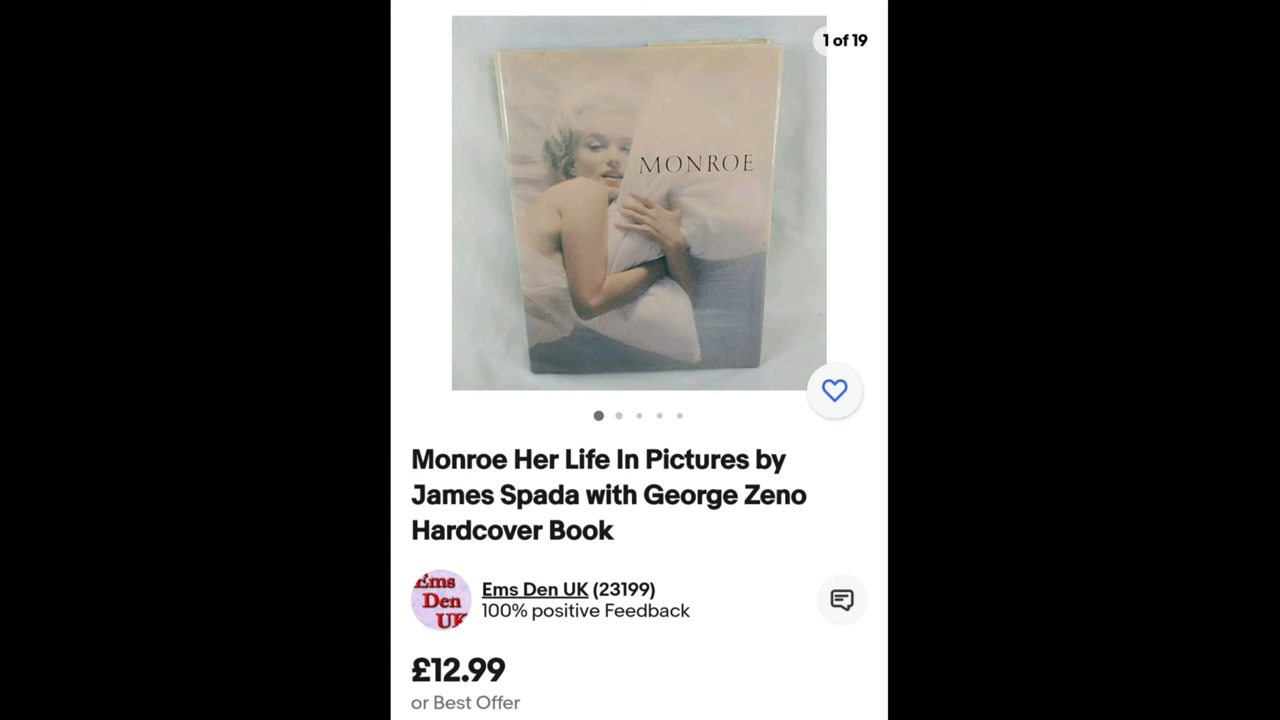 1 of 19
MONROE
Monroe Her Life In Pictures by
James Spada with George Zeno
Hardcover Book
Ems
Den
UK
Ems Den UK (23199)
100% positive Feedback
£12.99
or Best Offer